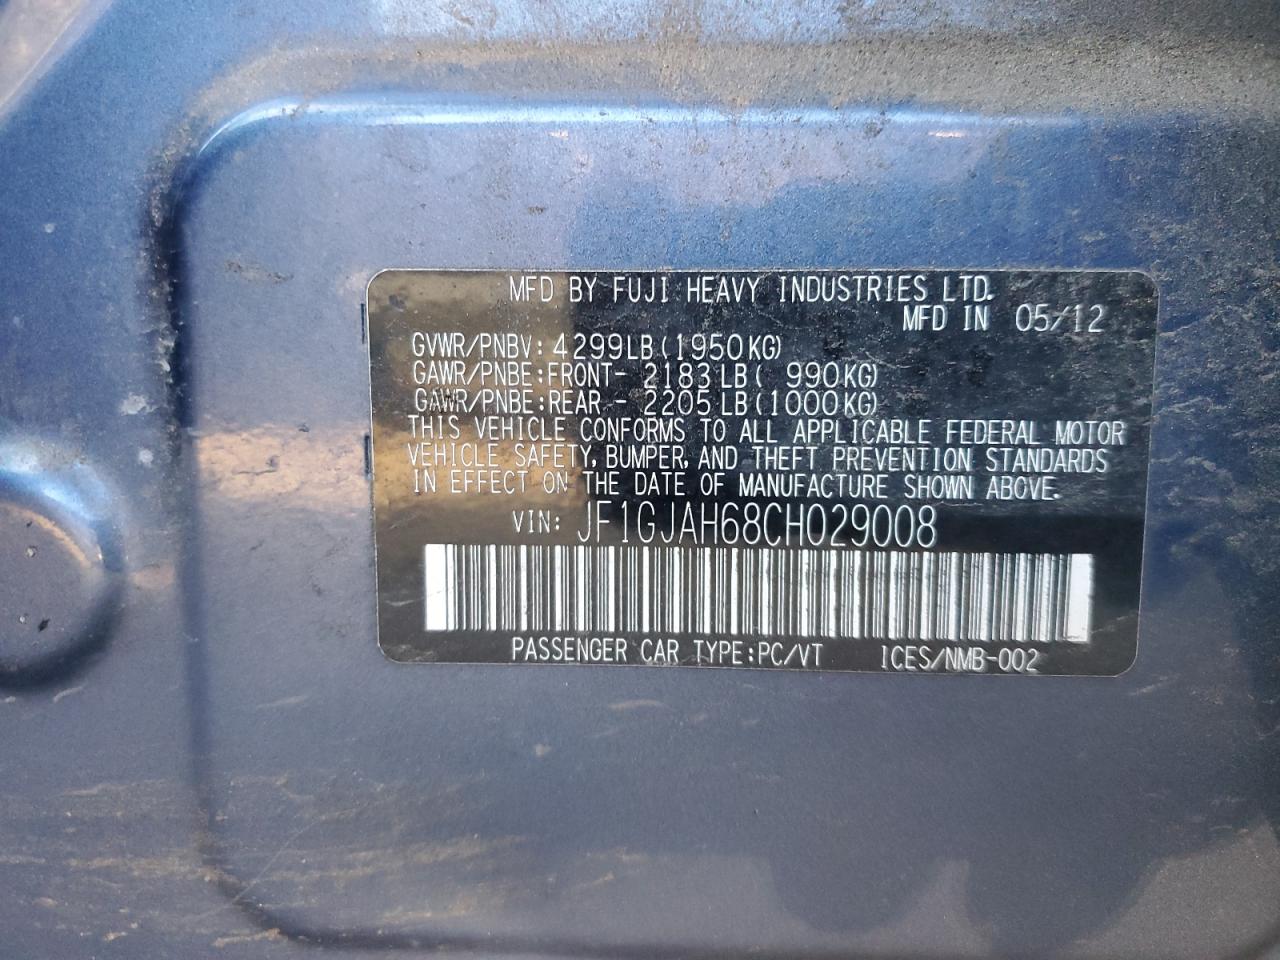 MFD BY FUJI HEAVY INDUSTRIES LTD.
MFD IN 05/12
GVWR/PNBV: 4299LB (1950KG)
GAWR/PNBE:FRONT- 2183LB( 990KG)
GAWR/PNBE:REAR - 2205LB(1000KG)
THIS VEHICLE CONFORMS TO ALL APPLICABLE FEDERAL MOTOR
VEHICLE SAFETY, BUMPER, AND THEFT PREVENTION STANDARDS
IN EFFECT ON THE DATE OF MANUFACTURE SHOWN ABOVE.
VIN: JF1GJAH68CH029008
PASSENGER CAR TYPE:PC/VT ICES/NMB-002